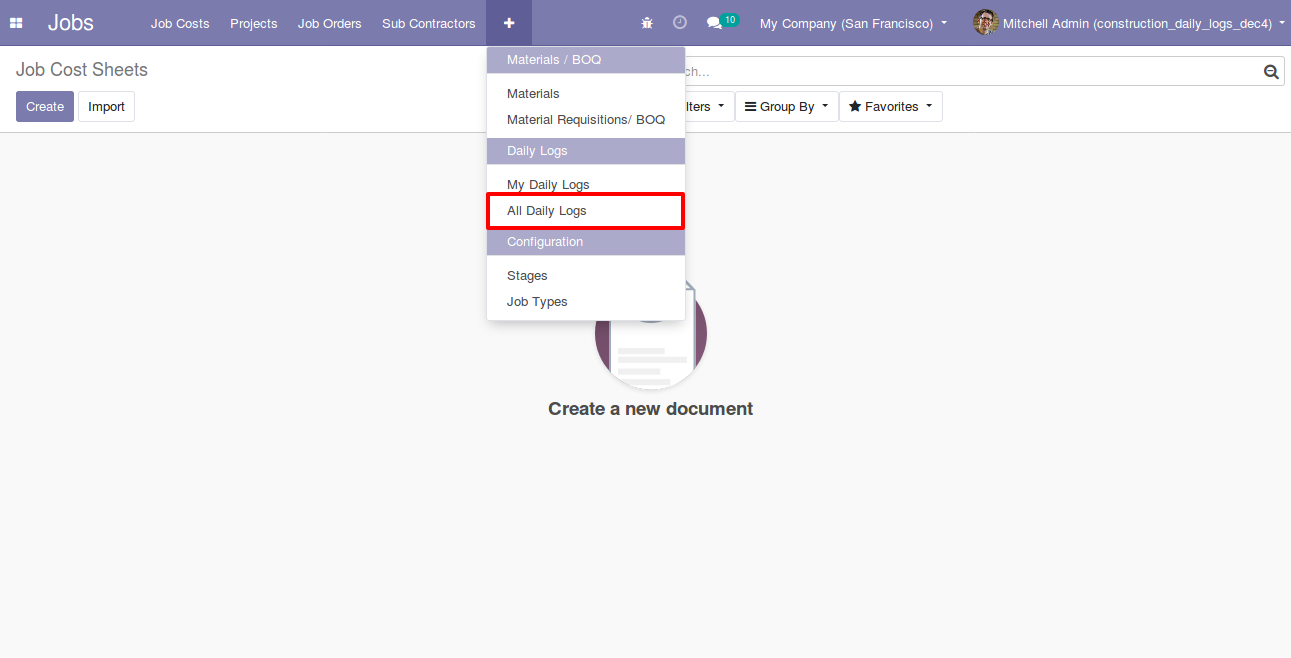 Jobs
Job Costs
Projects
Job Orders
Sub Contractors
+
10
My Company (San Francisco)
Mitchell Admin (construction_daily_logs_dec4)
Job Cost Sheets
Create
Import
ch...
lters
Group By
Favorites
Materials / BOQ
Materials
Material Requisitions/ BOQ
Daily Logs
My Daily Logs
All Daily Logs
Configuration
Stages
Job Types
Create a new document